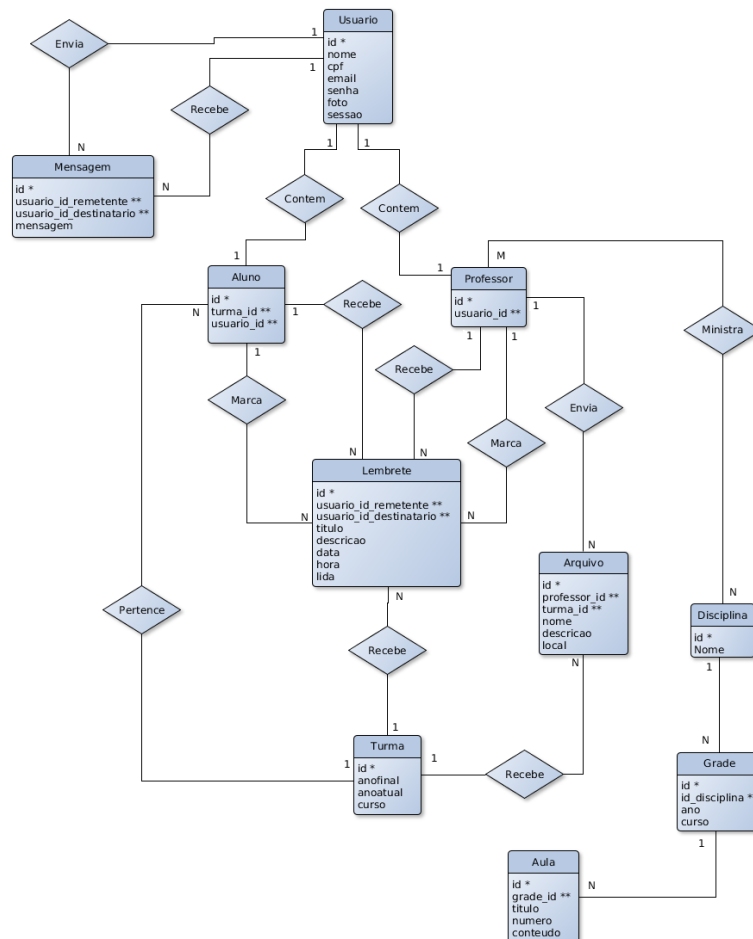 Usuario
id *
nome
cpf
email
senha
foto
sessao
Envia
1
1
Recebe
N
N
Mensagem
id *
usuario_id_remetente **
usuario_id_destinatario **
mensagem
1
1
Contem
Contem
1
1
M
Aluno
id *
turma_id **
usuario_id **
N
1
1
Recebe
Professor
id *
usuario_id **
1
1
1
Ministra
Recebe
Marca
Envia
Marca
N
N
Lembrete
id *
usuario_id_remetente **
usuario_id_destinatario **
titulo
descricao
data
hora
lida
N
N
N
N
Arquivo
id *
professor_id **
turma_id **
nome
descricao
local
N
Pertence
N
Disciplina
id *
Nome
1
Recebe
1
Turma
id *
anofinal
anoatual
curso
1
1
Recebe
N
Grade
id *
id_disciplina *
ano
curso
1
Aula
id *
grade_id **
titulo
numero
conteudo
N